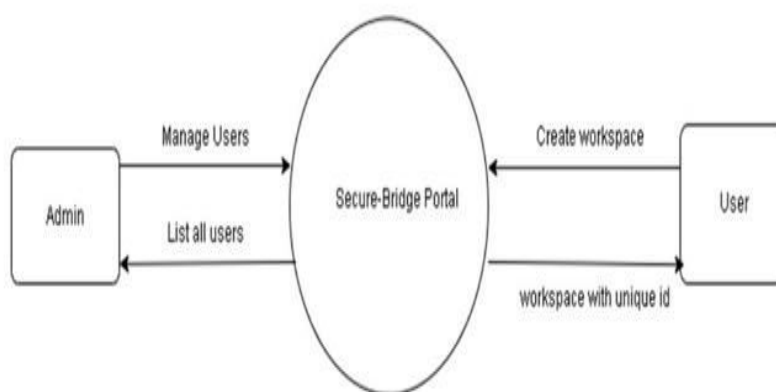 Manage Users
Create workspace
Admin
Secure-Bridge Portal
User
List all users
workspace with unique id